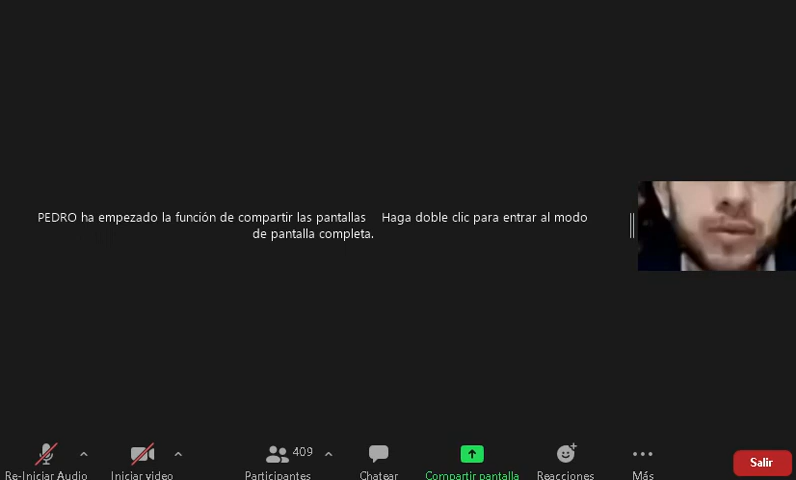 PEDRO ha empezado la función de compartir las pantallas Haga doble clic para entrar al modo
de pantalla completa.
409
Re-Iniciar Audio Iniciar video Participantes Chatear Compartir pantalla Reacciones Más Salir